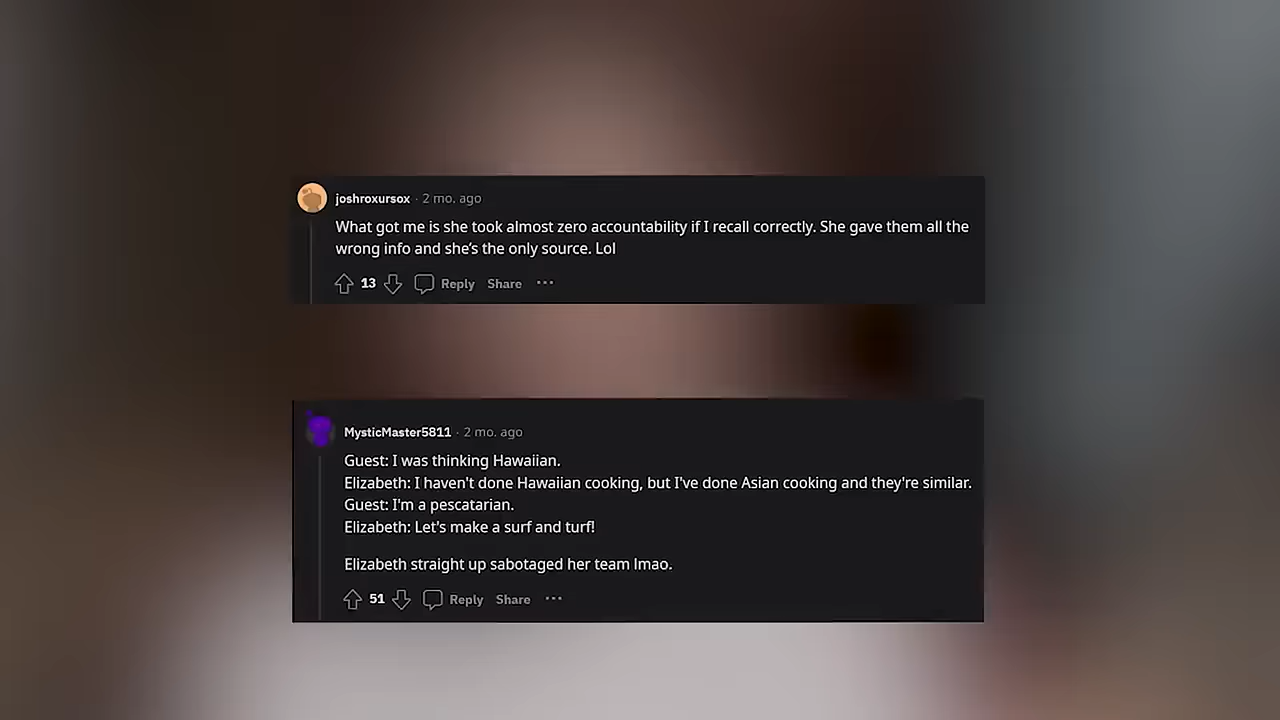 joshroxursox · 2 mo. ago
What got me is she took almost zero accountability if I recall correctly. She gave them all the
wrong info and she's the only source. Lol
13 Reply Share ···
MysticMaster5811 · 2 mo. ago
Guest: I was thinking Hawaiian.
Elizabeth: I haven't done Hawaiian cooking, but I've done Asian cooking and they're similar.
Guest: I'm a pescatarian.
Elizabeth: Let's make a surf and turf!
Elizabeth straight up sabotaged her team lmao.
51 Reply Share ···